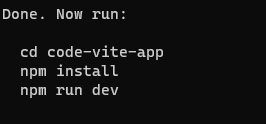 Done. Now run:
cd code-vite-app
npm install
npm run dev